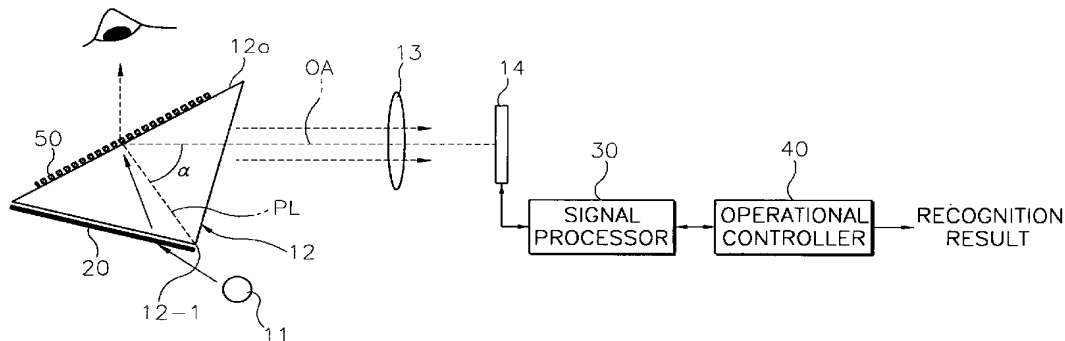 12a
OA
13
14
50
α
30
40
PL
SIGNAL
PROCESSOR
OPERATIONAL
CONTROLLER
RECOGNITION
RESULT
20
12
12-1
11